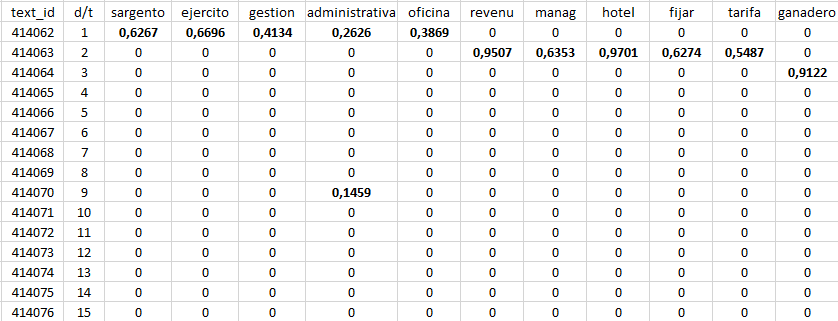 text_id d/t sargento ejercito gestion administrativa oficina revenu manag hotel fijar tarifa ganadero
414062 1 0,6267 0,6696 0,4134 0,2626 0,3869 0 0 0 0 0 0
414063 2 0 0 0 0 0 0,9507 0,6353 0,9701 0,6274 0,5487 0
414064 3 0 0 0 0 0 0 0 0 0 0 0,9122
414065 4 0 0 0 0 0 0 0 0 0 0 0
414066 5 0 0 0 0 0 0 0 0 0 0 0
414067 6 0 0 0 0 0 0 0 0 0 0 0
414068 7 0 0 0 0 0 0 0 0 0 0 0
414069 8 0 0 0 0 0 0 0 0 0 0 0
414070 9 0 0 0 0,1459 0 0 0 0 0 0 0
414071 10 0 0 0 0 0 0 0 0 0 0 0
414072 11 0 0 0 0 0 0 0 0 0 0 0
414073 12 0 0 0 0 0 0 0 0 0 0 0
414074 13 0 0 0 0 0 0 0 0 0 0 0
414075 14 0 0 0 0 0 0 0 0 0 0 0
414076 15 0 0 0 0 0 0 0 0 0 0 0